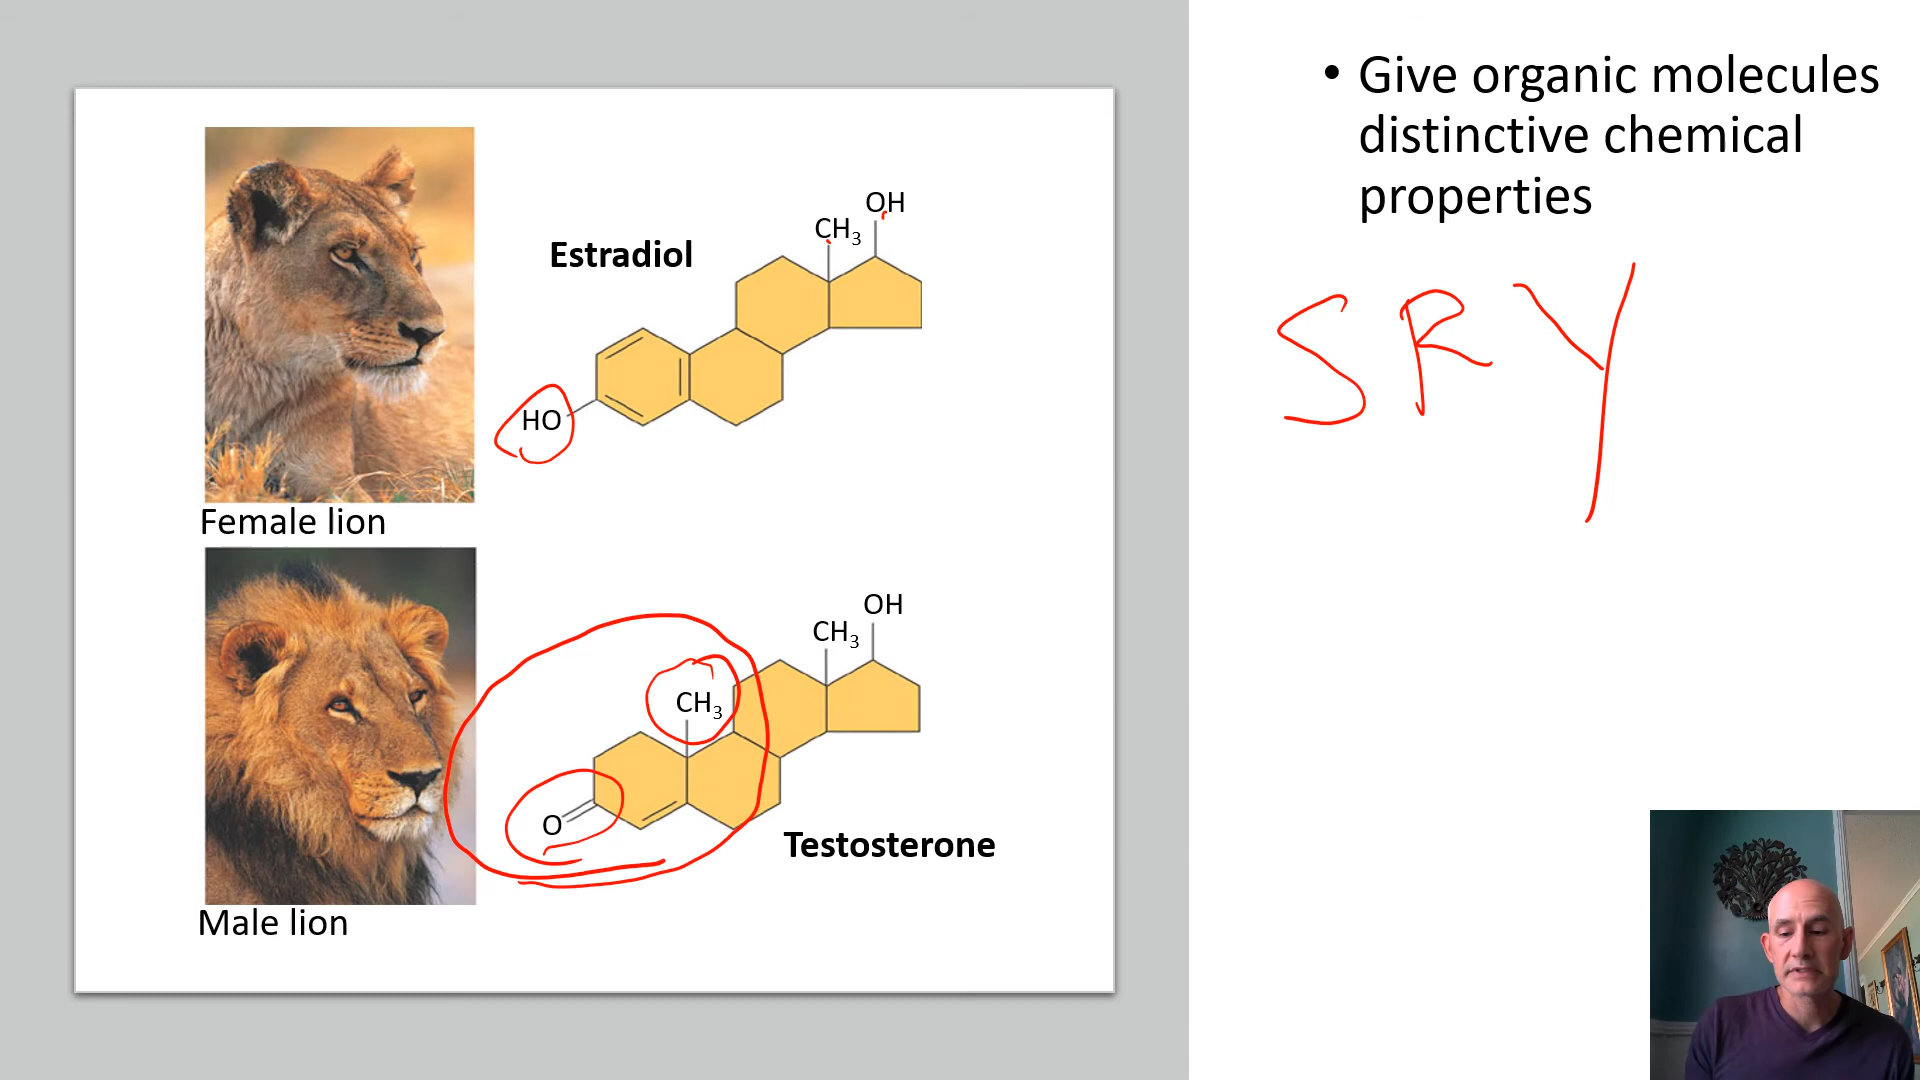 • Give organic molecules
distinctive chemical
properties
SRY
OH
CH₃
Estradiol
HO
Female lion
OH
CH₃
CH₃
O
Testosterone
Male lion